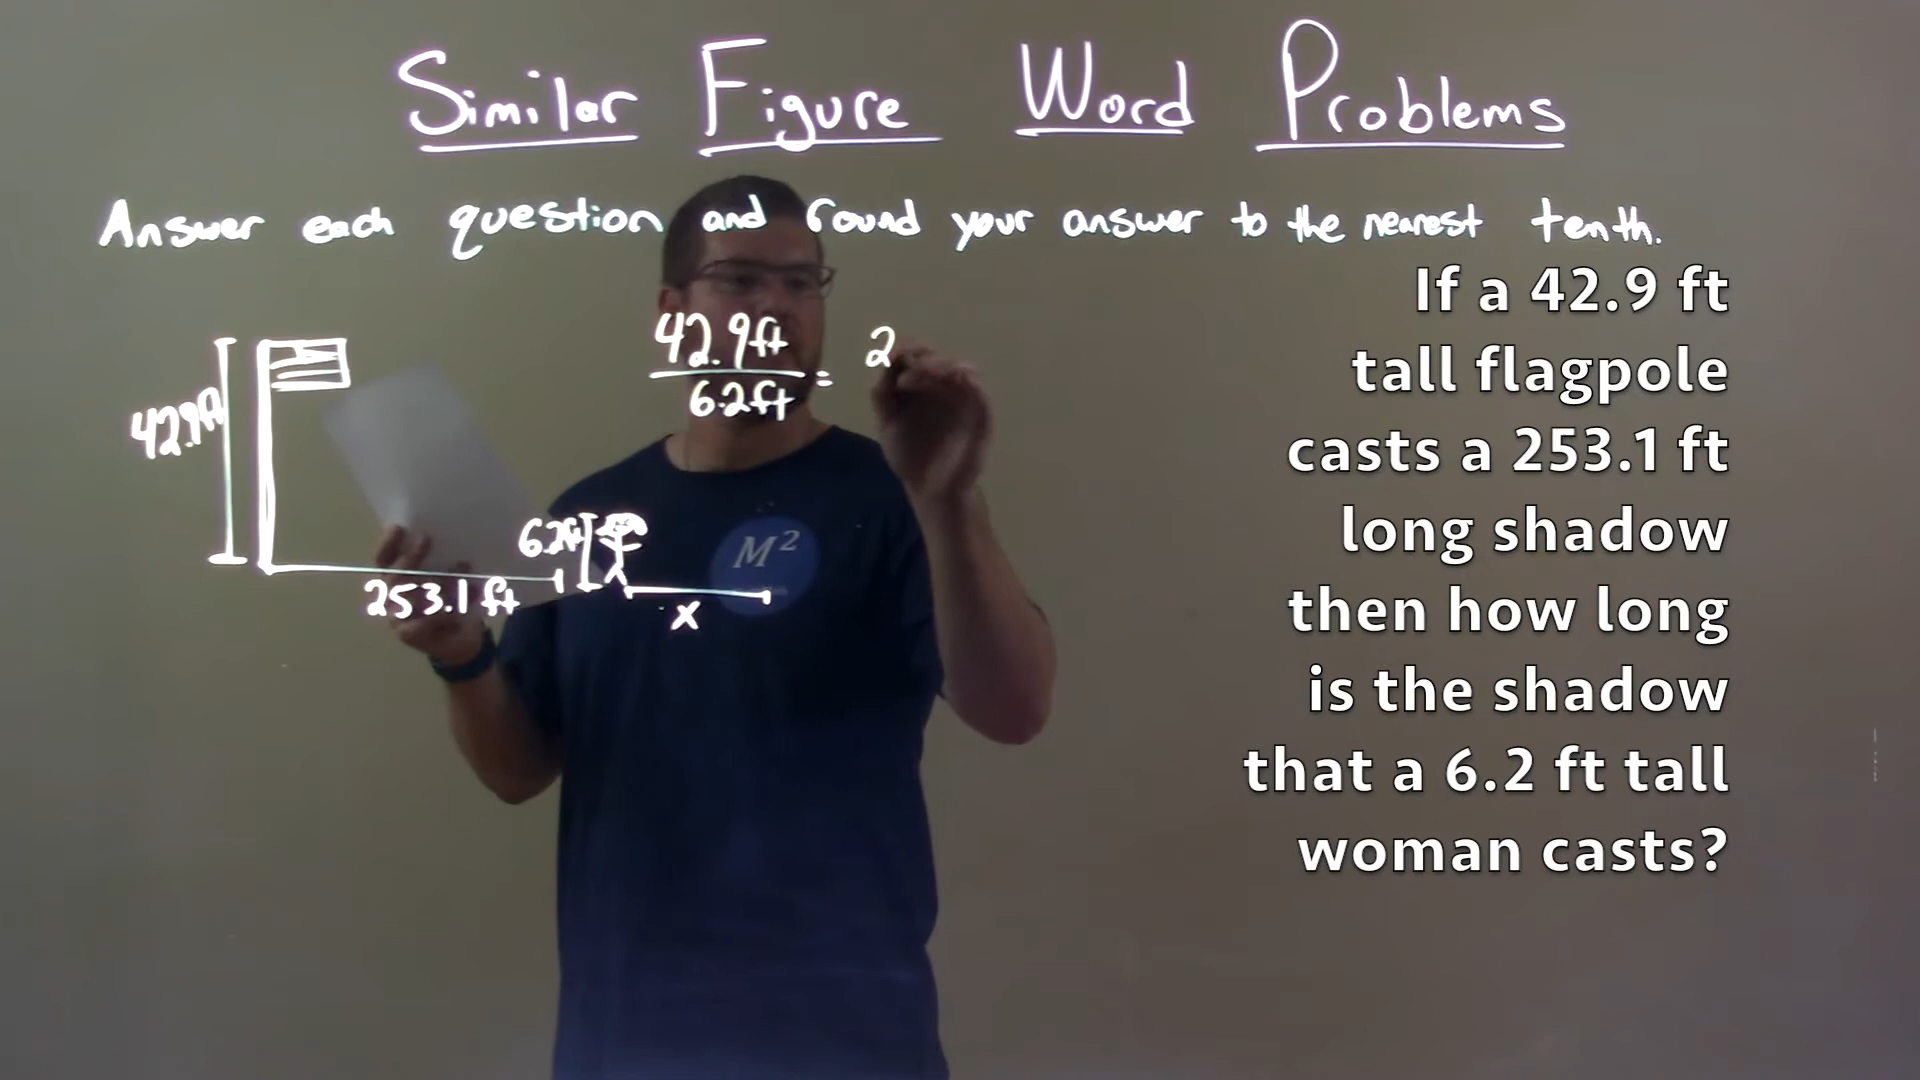 Similar Figure Word Problems
Answer each question and round your answer to the nearest tenth.
If a 42.9 ft
tall flagpole
casts a 253.1 ft
long shadow
then how long
is the shadow
that a 6.2 ft tall
woman casts?
42.9ft
253.1 ft
6.2ft
x
42.9ft
6.2ft
= 2
M²